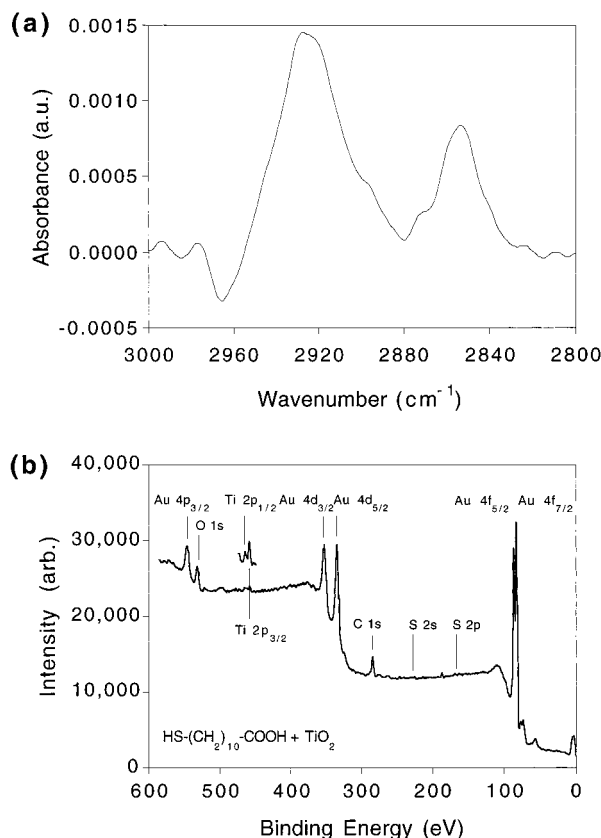 (a)
0.0015
0.0010
0.0005
0.0000
-0.0005
Absorbance (a.u.)
3000 2960 2920 2880 2840 2800
Wavenumber (cm⁻¹)
(b)
40,000
30,000
20,000
10,000
0
Intensity (arb.)
Au 4p₃/₂ Ti 2p₁/₂ Au 4d₃/₂ Au 4d₅/₂ Au 4f₅/₂ Au 4f₇/₂
O 1s
Ti 2p₃/₂
C 1s S 2s S 2p
HS-(CH₂)₁₀-COOH + TiO₂
600 500 400 300 200 100 0
Binding Energy (eV)